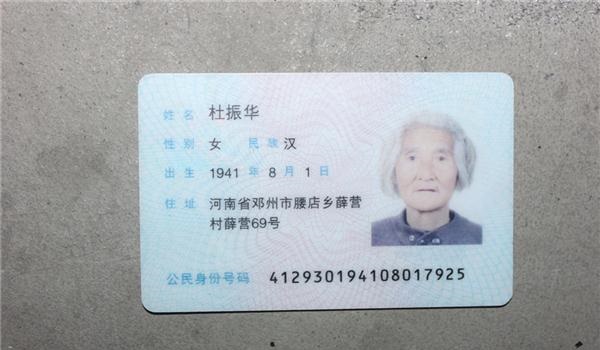 姓名 杜振华
性别 女 民族 汉
出生 1941 年 8 月 1 日
住址 河南省邓州市腰店乡薛营
村薛营69号
公民身份号码 412930194108017925